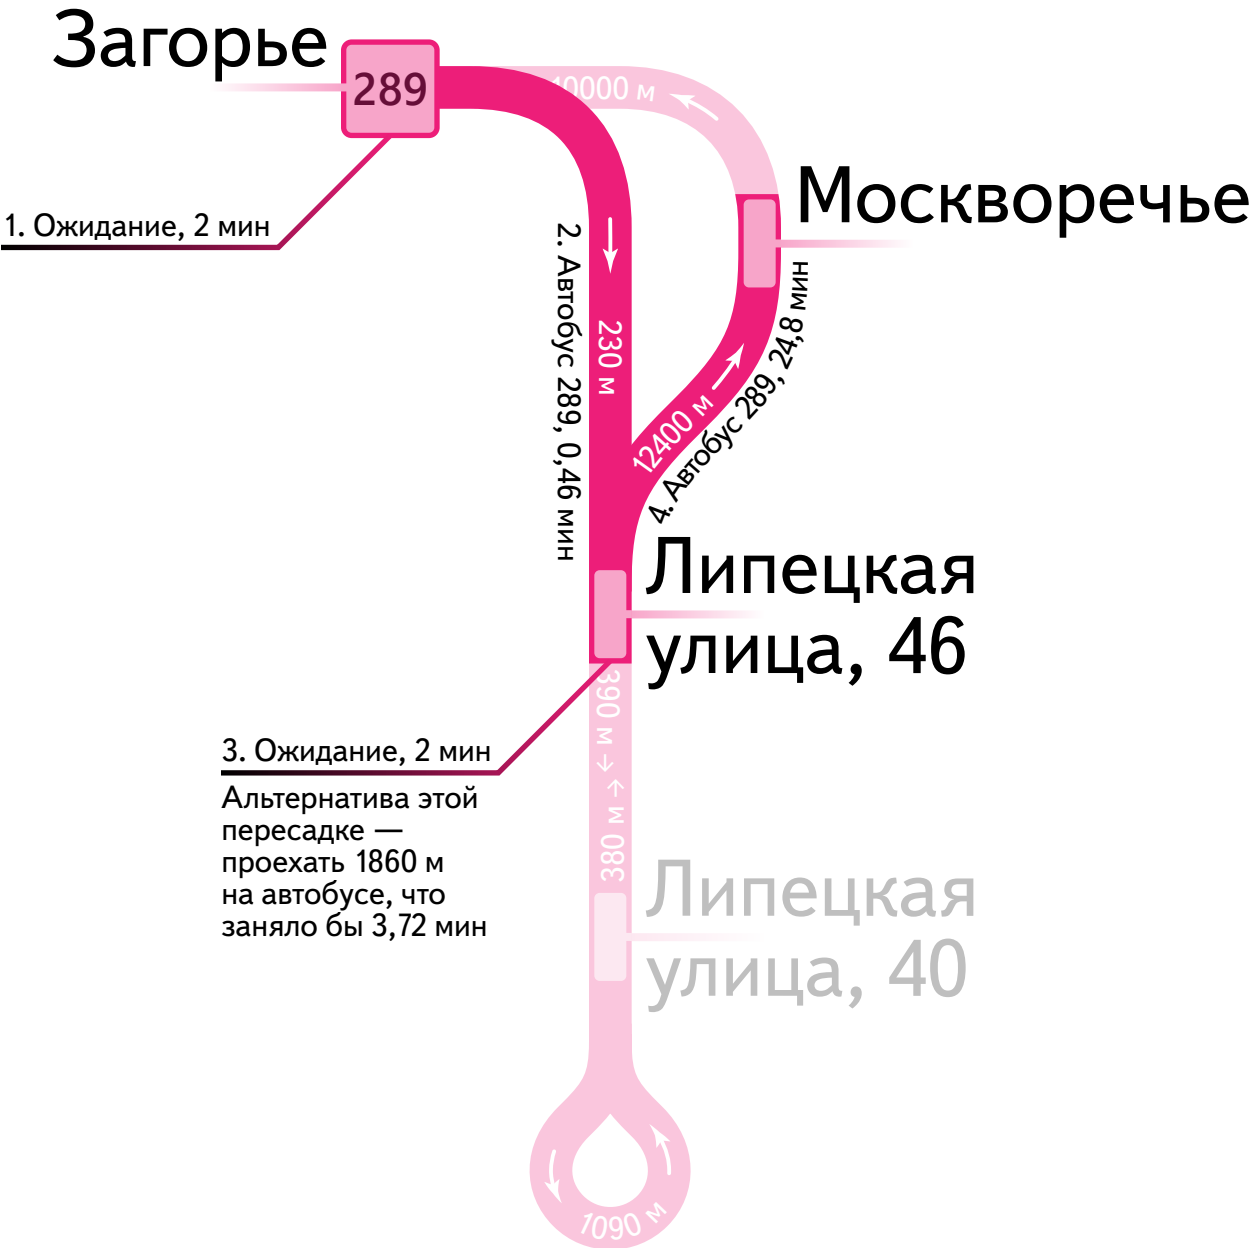 Загорье
289
10000 м
Москворечье
1. Ожидание, 2 мин
2. Автобус 289, 0,46 мин
230 м
12400 м
4. Автобус 289, 24,8 мин
Липецкая
улица, 46
390 м
3. Ожидание, 2 мин
Альтернатива этой
пересадке —
проехать 1860 м
на автобусе, что
заняло бы 3,72 мин
380 м
Липецкая
улица, 40
1090 м